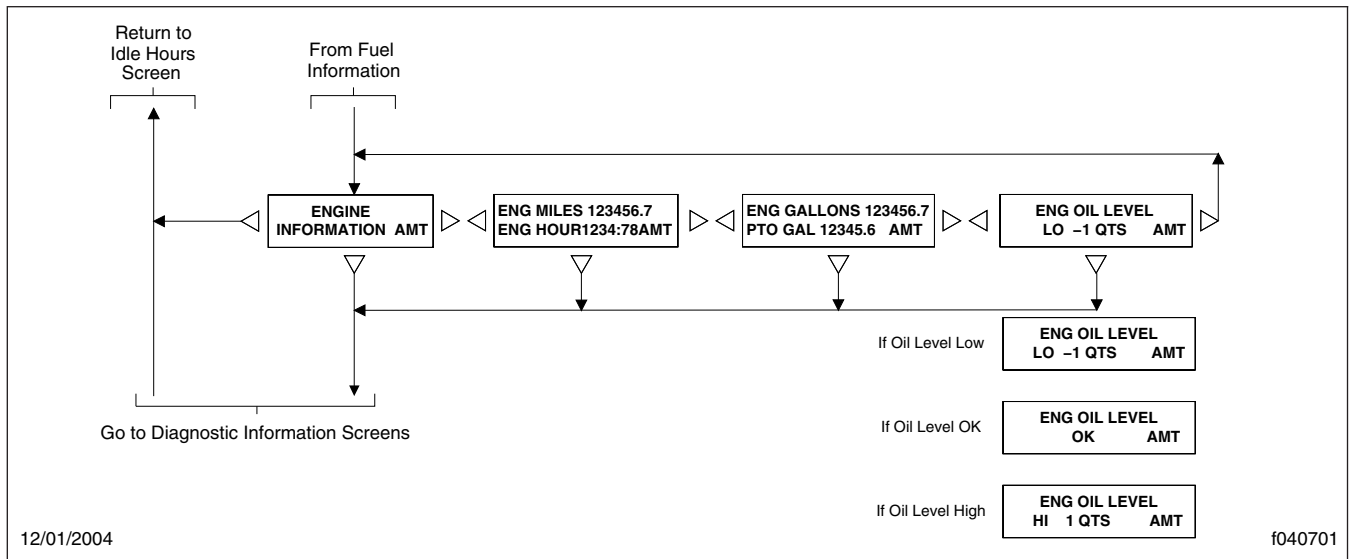 Return to
Idle Hours
Screen
From Fuel
Information
ENGINE
INFORMATION AMT
ENG MILES 123456.7
ENG HOUR1234:78AMT
ENG GALLONS 123456.7
PTO GAL 12345.6 AMT
ENG OIL LEVEL
LO –1 QTS AMT
If Oil Level Low
ENG OIL LEVEL
LO –1 QTS AMT
Go to Diagnostic Information Screens
If Oil Level OK
ENG OIL LEVEL
OK AMT
If Oil Level High
ENG OIL LEVEL
HI 1 QTS AMT
12/01/2004
f040701